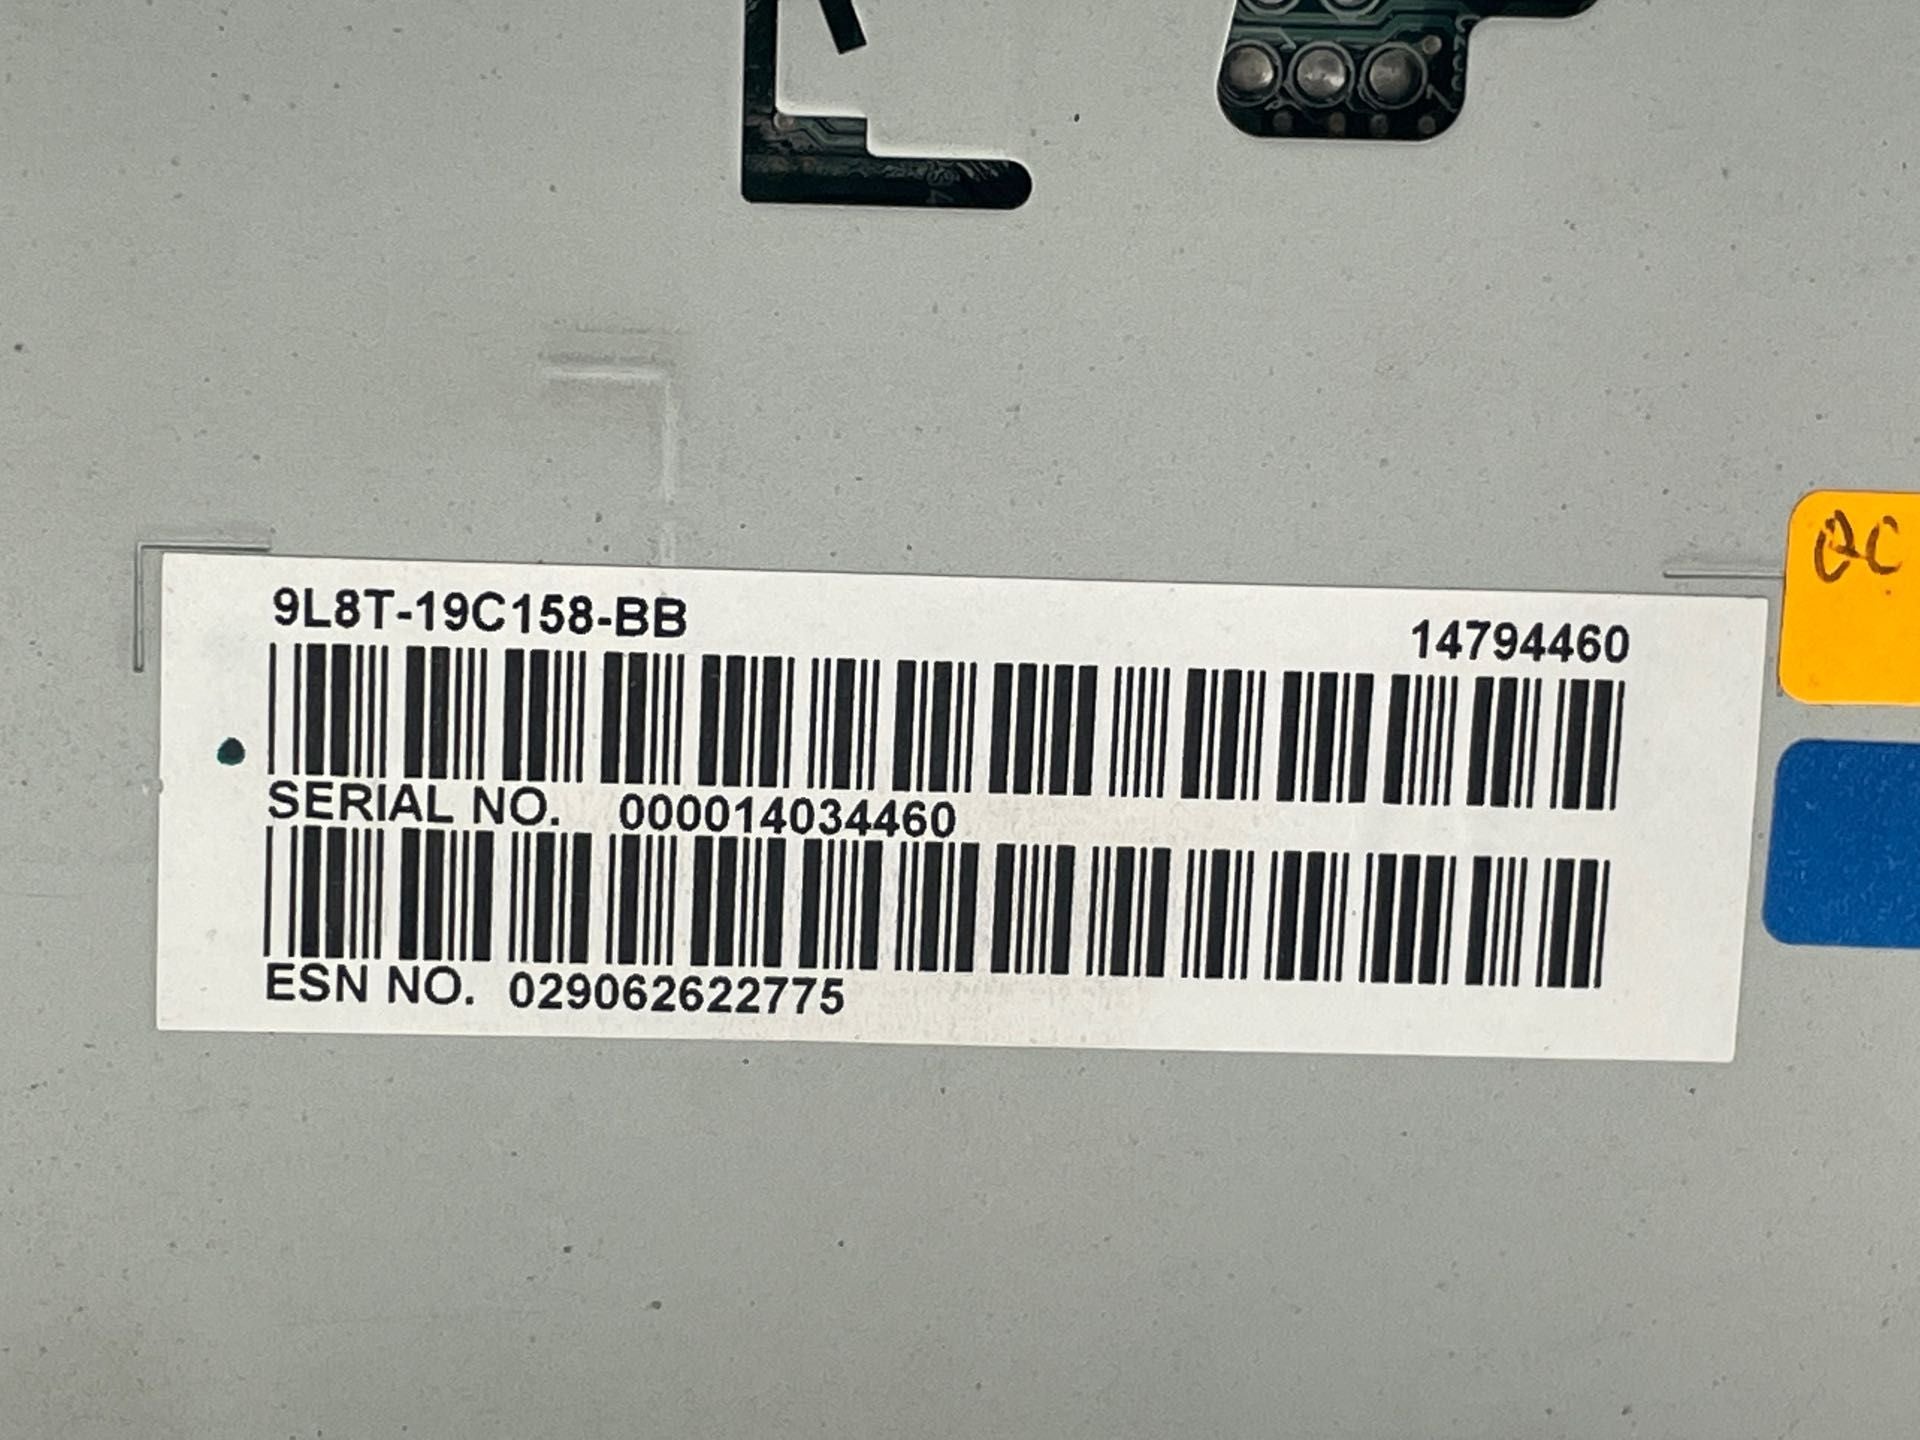 9L8T-19C158-BB
14794460
SERIAL NO. 000014034460
ESN NO. 029062622775
QC